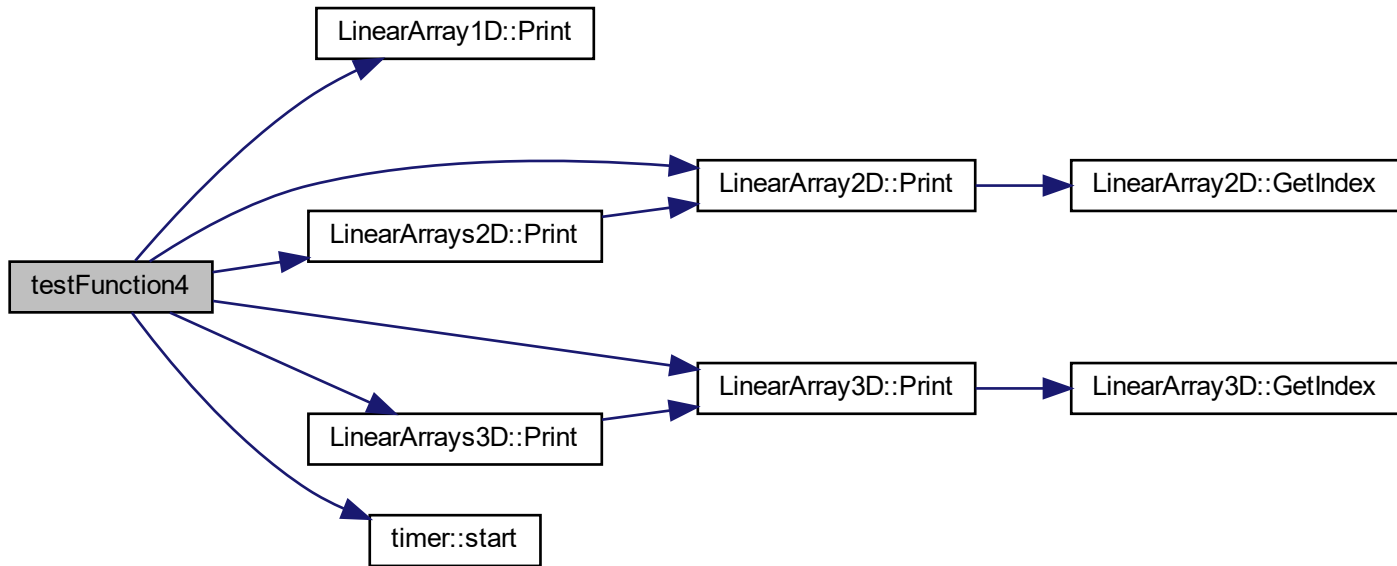 LinearArray1D::Print
LinearArray2D::Print
LinearArray2D::GetIndex
LinearArrays2D::Print
testFunction4
LinearArray3D::Print
LinearArray3D::GetIndex
LinearArrays3D::Print
timer::start